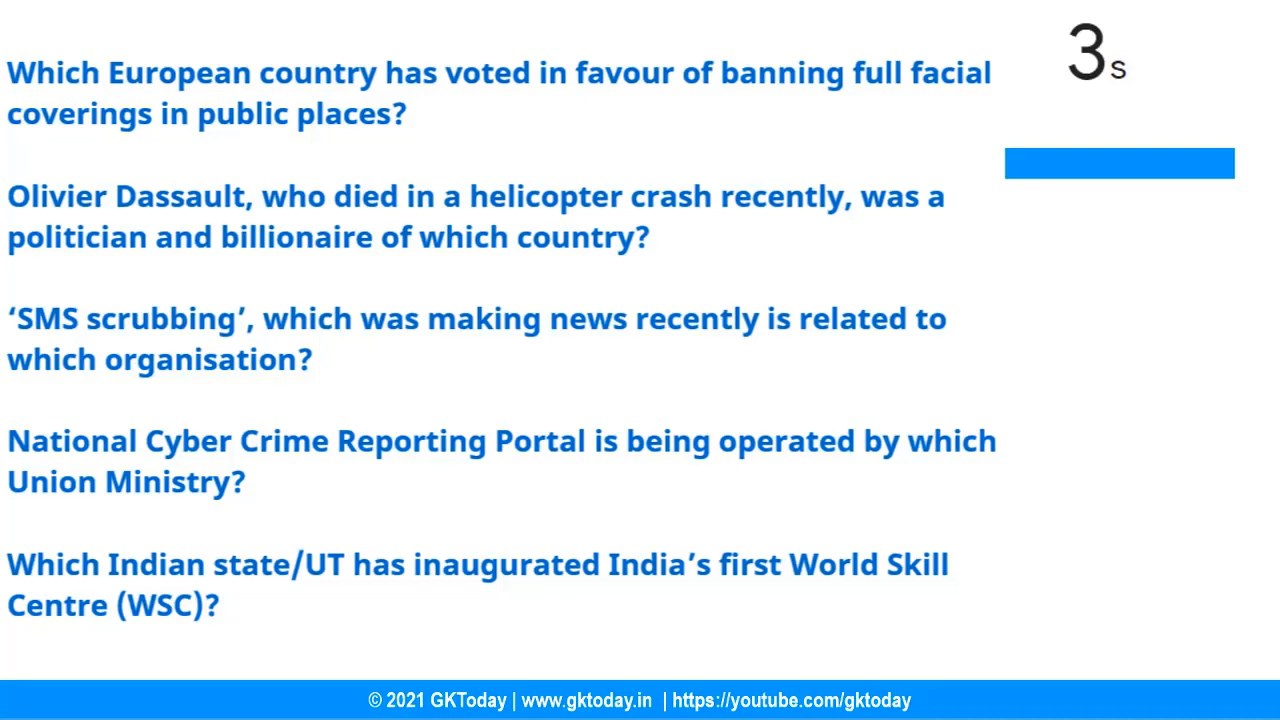 3s
Which European country has voted in favour of banning full facial
coverings in public places?
Olivier Dassault, who died in a helicopter crash recently, was a
politician and billionaire of which country?
‘SMS scrubbing’, which was making news recently is related to
which organisation?
National Cyber Crime Reporting Portal is being operated by which
Union Ministry?
Which Indian state/UT has inaugurated India’s first World Skill
Centre (WSC)?
© 2021 GKToday | www.gktoday.in | https://youtube.com/gktoday